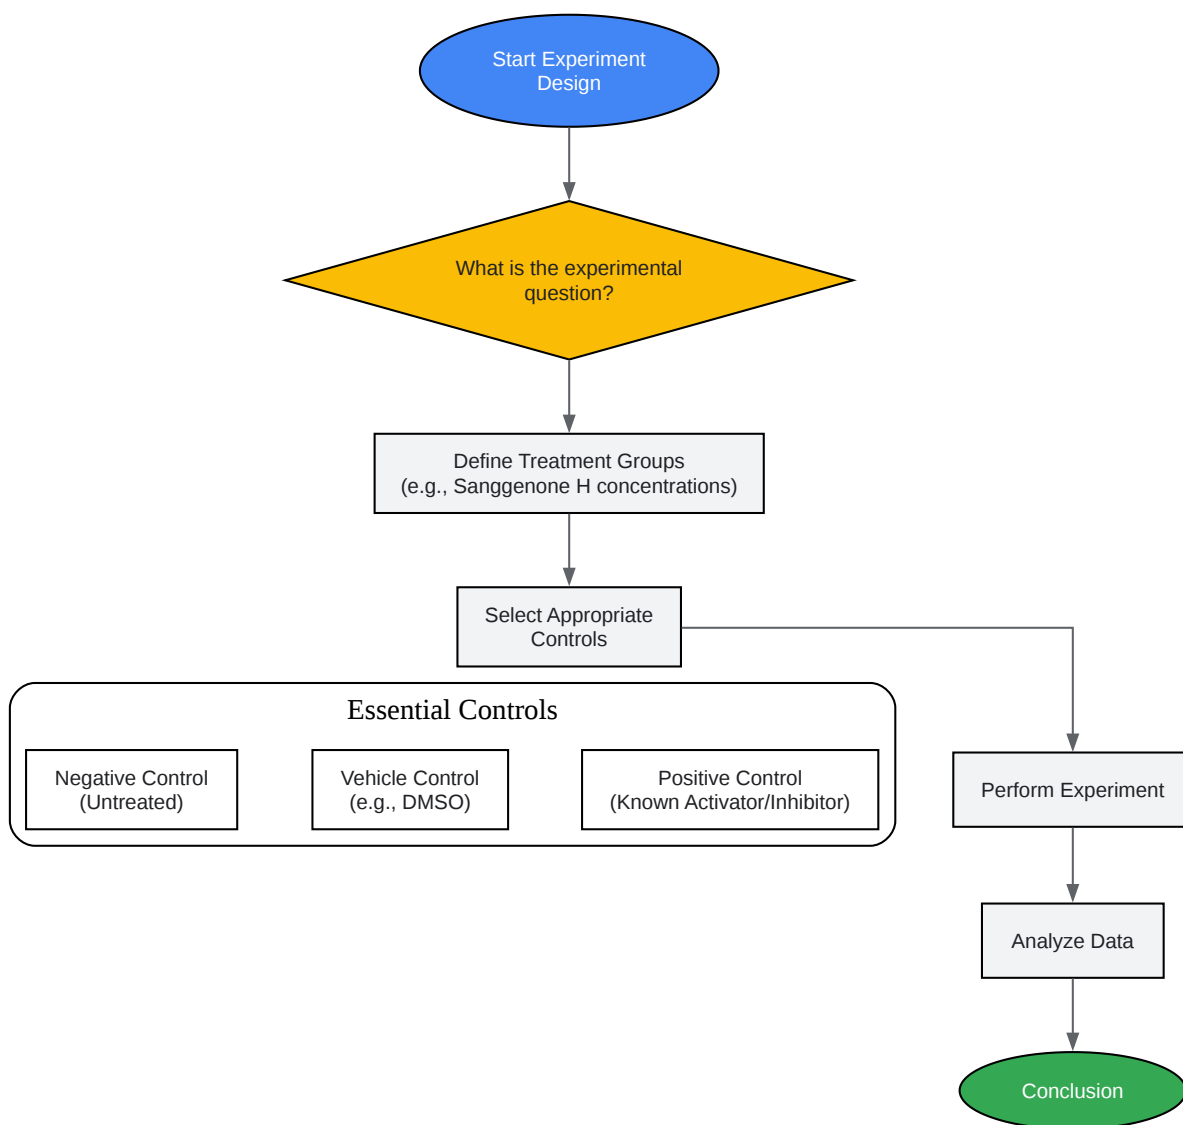 Start Experiment
Design
What is the experimental
question?
Define Treatment Groups
(e.g., Sanggenone H concentrations)
Select Appropriate
Controls
Essential Controls
Negative Control
(Untreated)
Vehicle Control
(e.g., DMSO)
Positive Control
(Known Activator/Inhibitor)
Perform Experiment
Analyze Data
Conclusion